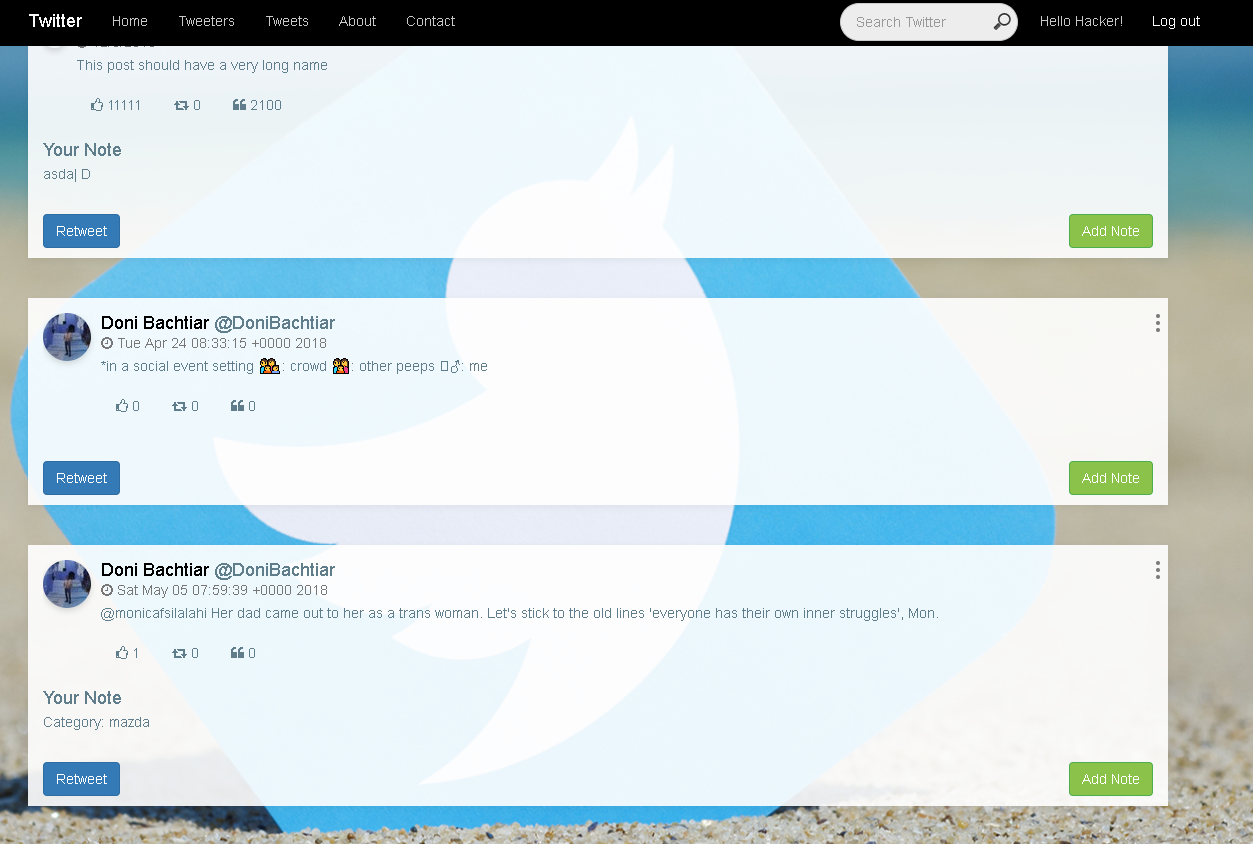 Twitter Home Tweeters Tweets About Contact Search Twitter Hello Hacker! Log out
This post should have a very long name
11111 0 2100
Your Note
asda| D
Retweet Add Note
Doni Bachtiar @DoniBachtiar
Tue Apr 24 08:33:15 +0000 2018
*in a social event setting 👨‍👩‍👧: crowd 👪: other peeps ▯♂: me
0 0 0
Retweet Add Note
Doni Bachtiar @DoniBachtiar
Sat May 05 07:59:39 +0000 2018
@monicafsilalahi Her dad came out to her as a trans woman. Let's stick to the old lines 'everyone has their own inner struggles', Mon.
1 0 0
Your Note
Category: mazda
Retweet Add Note